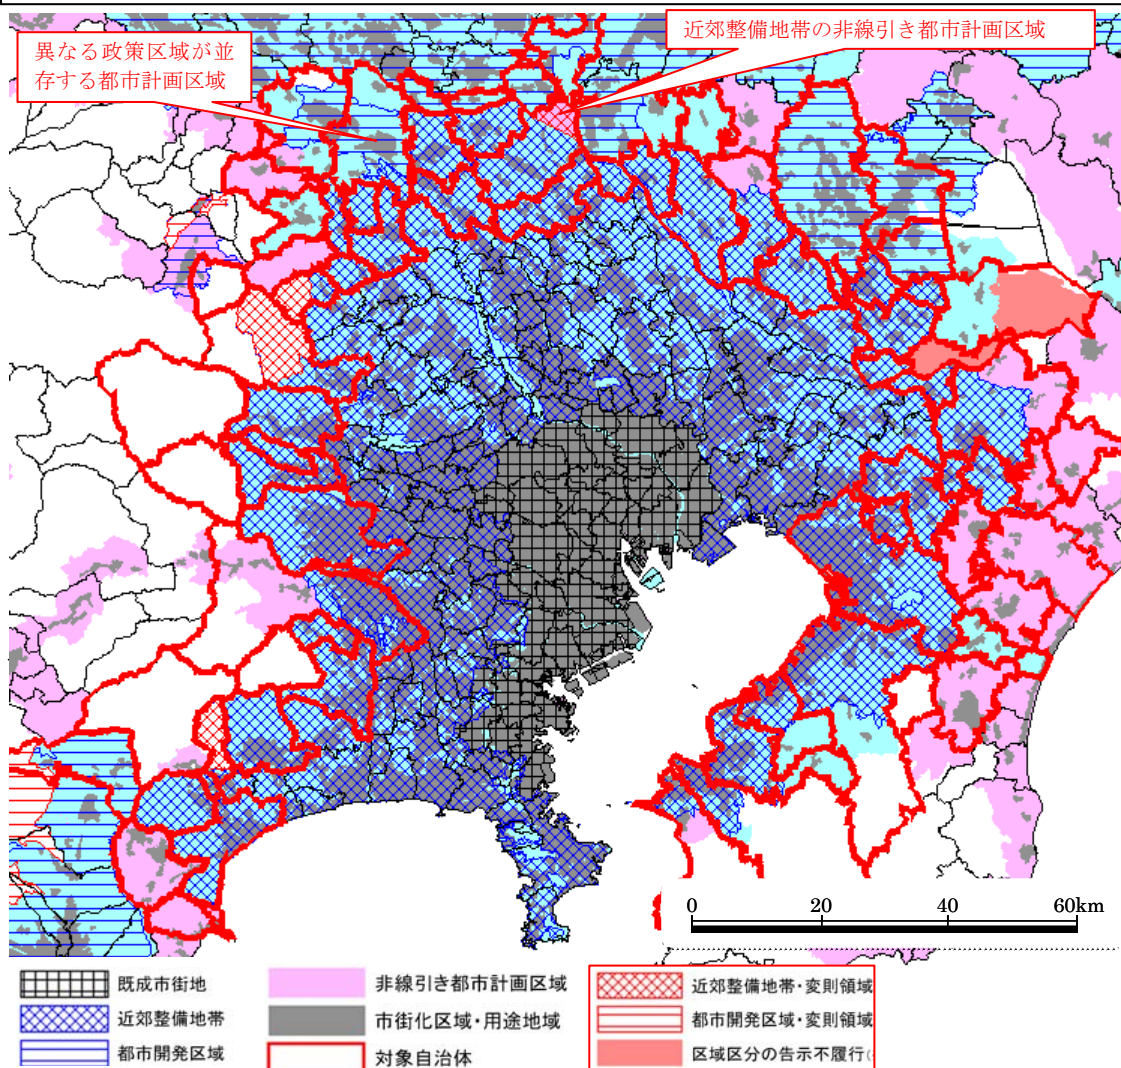 異なる政策区域が並
存する都市計画区域
近郊整備地帯の非線引き都市計画区域
0 20 40 60km
既成市街地
近郊整備地帯
都市開発区域
非線引き都市計画区域
市街化区域・用途地域
対象自治体
近郊整備地帯・変則領域
都市開発区域・変則領域
区域区分の告示不履行(